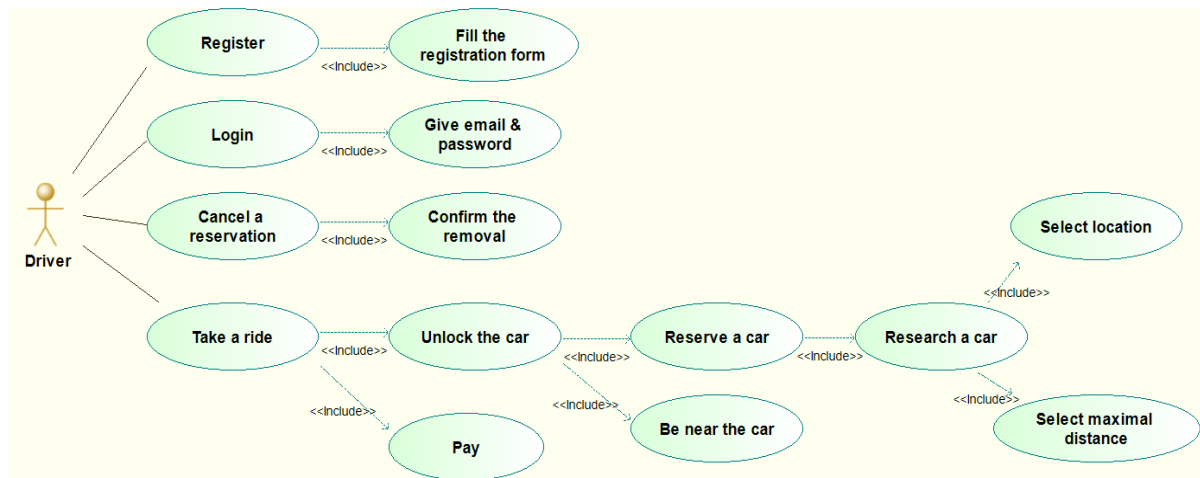 Register
<<Include>>
Fill the
registration form
Login
<<Include>>
Give email &
password
Driver
Cancel a
reservation
<<Include>>
Confirm the
removal
Select location
<<Include>>
Take a ride
<<Include>>
Unlock the car
<<Include>>
Reserve a car
<<Include>>
Research a car
<<Include>>
Pay
<<Include>>
Be near the car
<<Include>>
Select maximal
distance